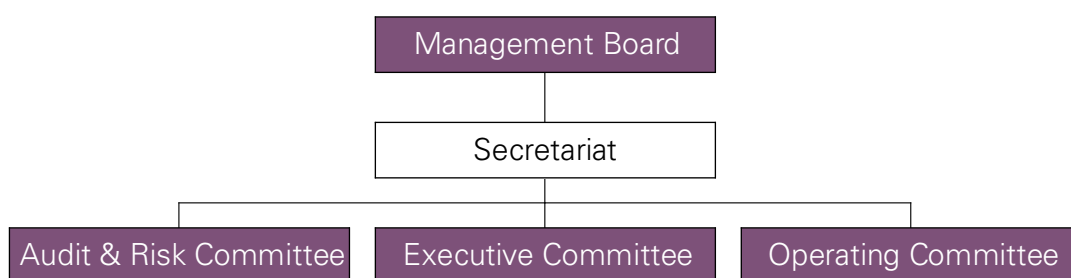 Management Board
Secretariat
Audit & Risk Committee
Executive Committee
Operating Committee